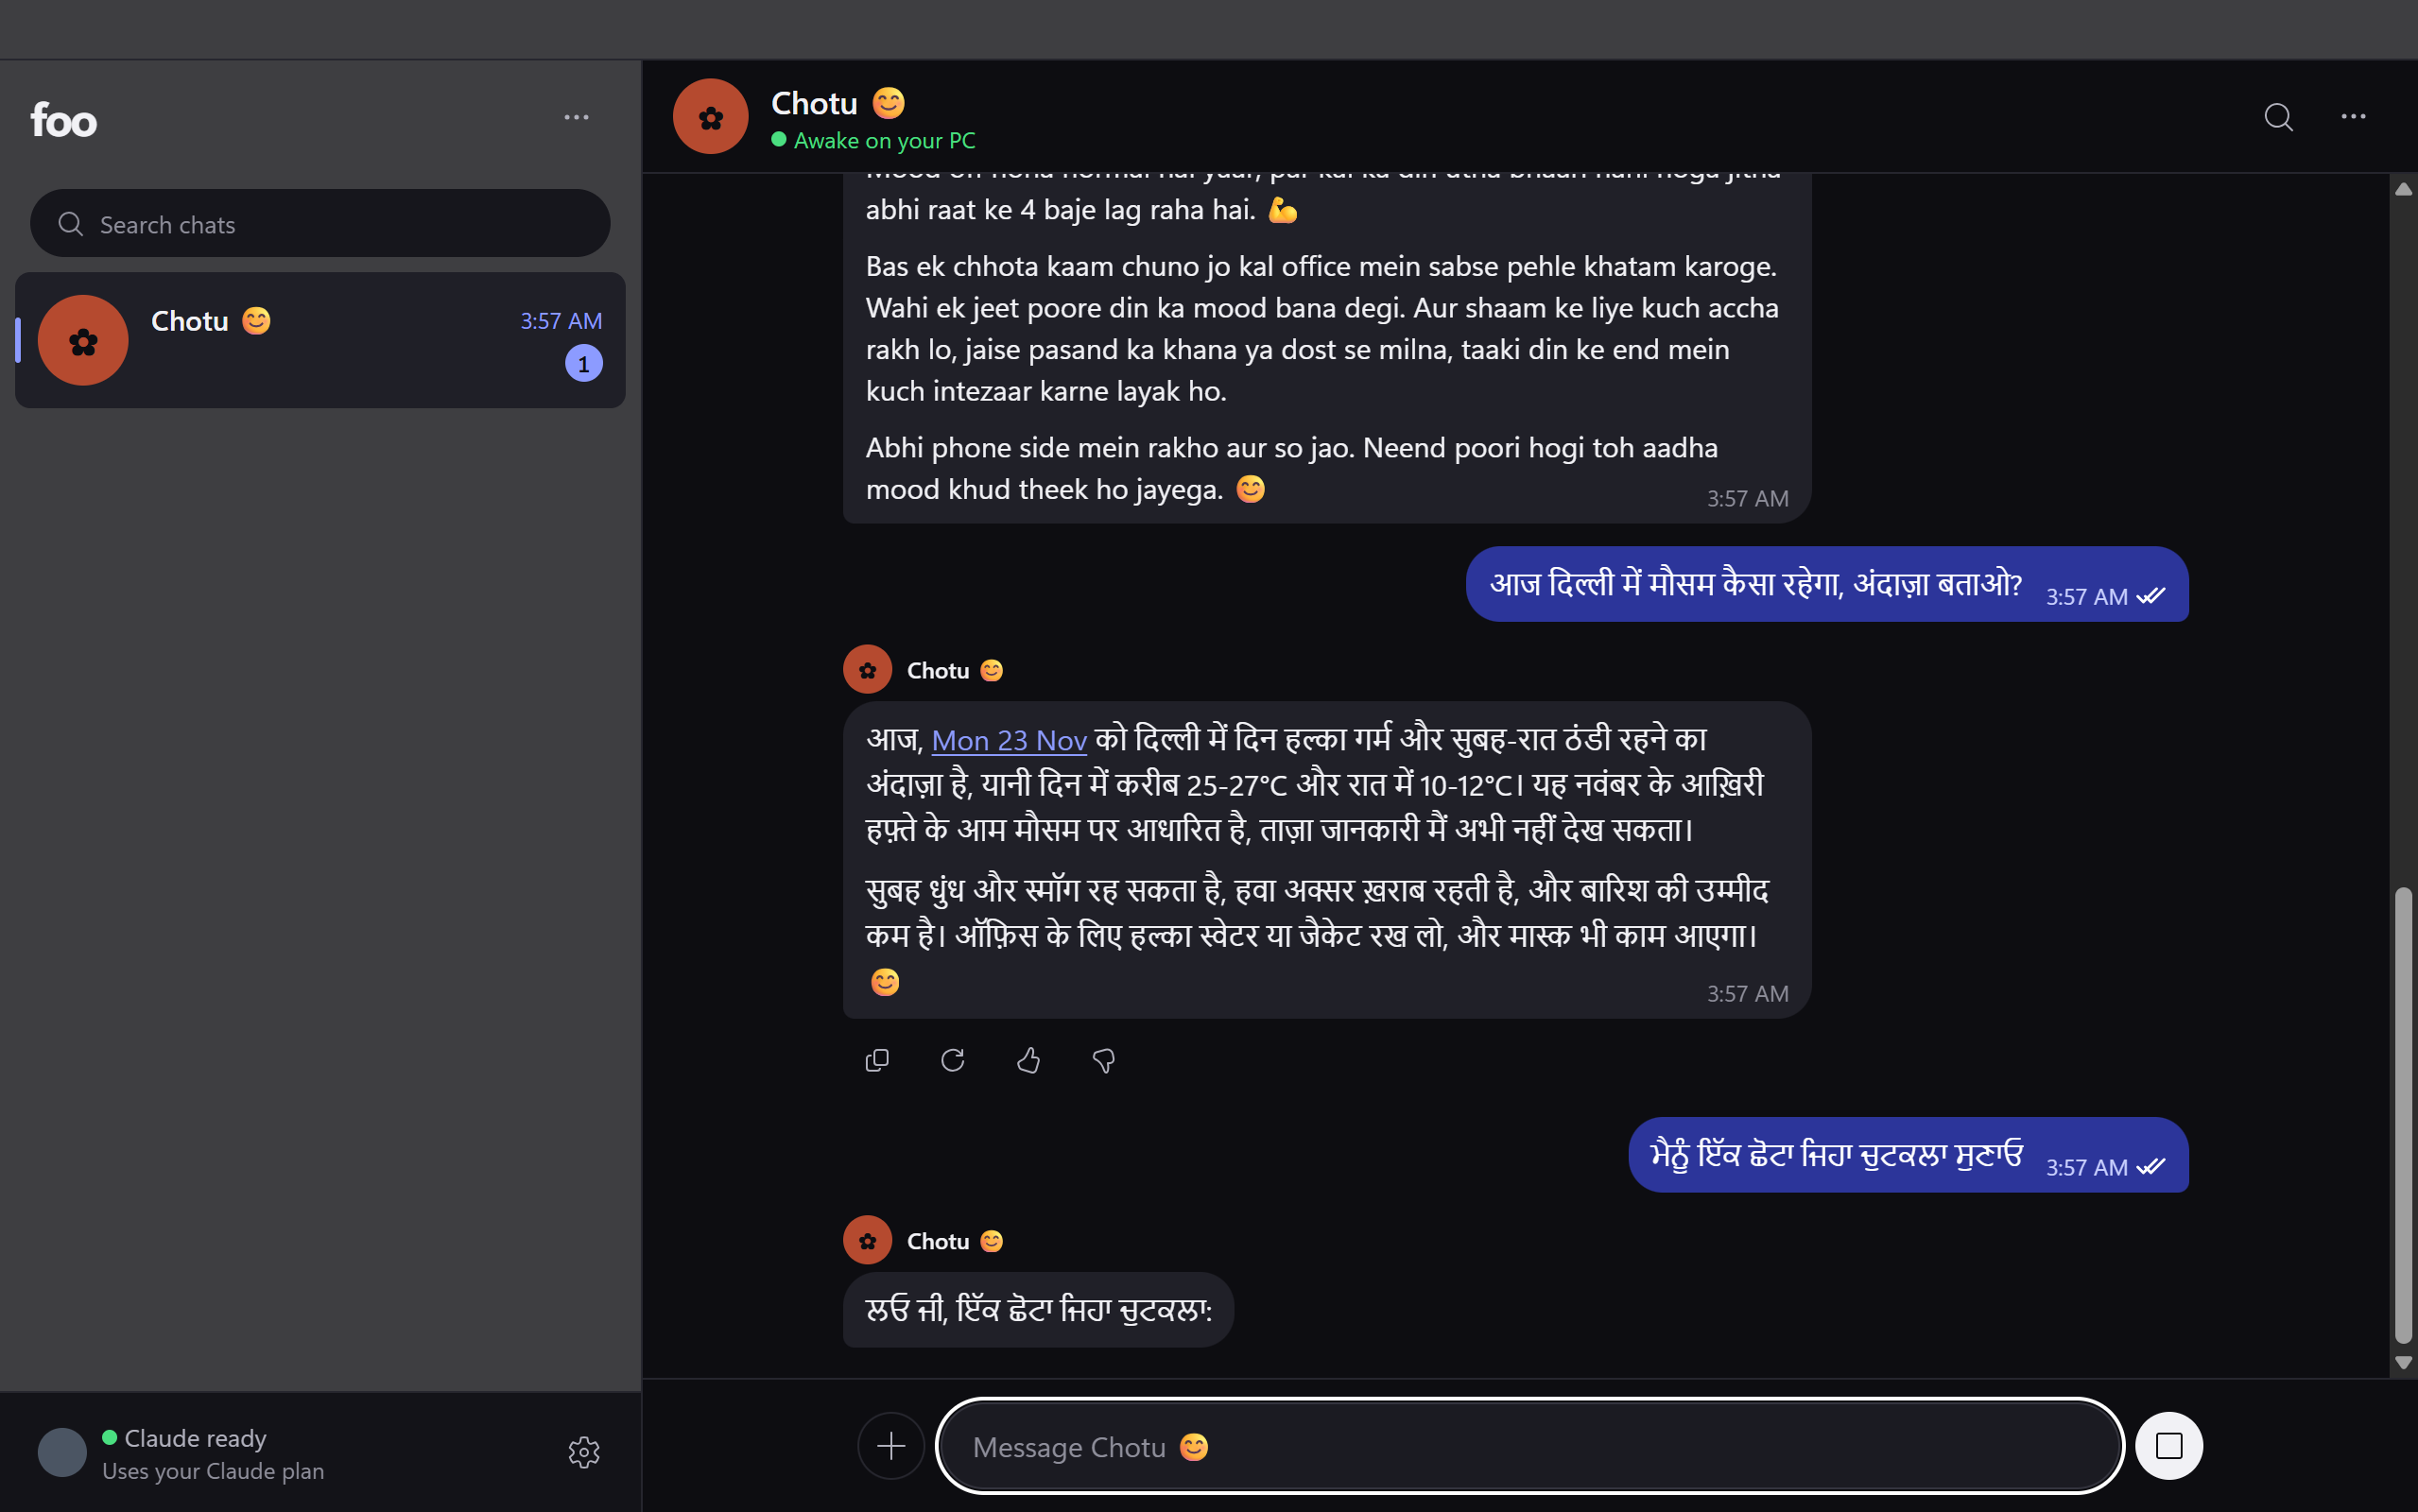 foo
Search chats
Chotu 😊
3:57 AM
1
Claude ready
Uses your Claude plan
Chotu 😊
Awake on your PC
abhi raat ke 4 baje lag raha hai. 💪
Bas ek chhota kaam chuno jo kal office mein sabse pehle khatam karoge.
Wahi ek jeet poore din ka mood bana degi. Aur shaam ke liye kuch accha
rakh lo, jaise pasand ka khana ya dost se milna, taaki din ke end mein
kuch intezaar karne layak ho.
Abhi phone side mein rakho aur so jao. Neend poori hogi toh aadha
mood khud theek ho jayega. 😊
3:57 AM
आज दिल्ली में मौसम कैसा रहेगा, अंदाज़ा बताओ?
3:57 AM
Chotu 😊
आज, Mon 23 Nov को दिल्ली में दिन हल्का गर्म और सुबह-रात ठंडी रहने का
अंदाज़ा है, यानी दिन में करीब 25-27°C और रात में 10-12°C। यह नवंबर के आख़िरी
हफ़्ते के आम मौसम पर आधारित है, ताज़ा जानकारी मैं अभी नहीं देख सकता।
सुबह धुंध और स्मॉग रह सकता है, हवा अक्सर ख़राब रहती है, और बारिश की उम्मीद
कम है। ऑफ़िस के लिए हल्का स्वेटर या जैकेट रख लो, और मास्क भी काम आएगा।
😊
3:57 AM
ਮੈਨੂੰ ਇੱਕ ਛੋਟਾ ਜਿਹਾ ਚੁਟਕਲਾ ਸੁਣਾਓ
3:57 AM
Chotu 😊
ਲਓ ਜੀ, ਇੱਕ ਛੋਟਾ ਜਿਹਾ ਚੁਟਕਲਾ:
Message Chotu 😊